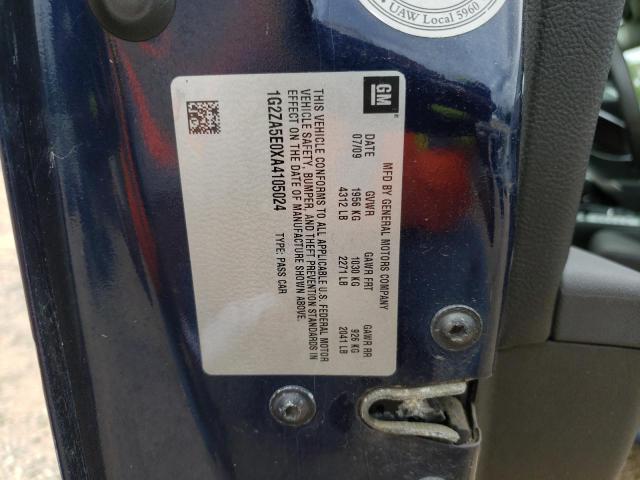 UAW Local 5960
GM
MFD BY GENERAL MOTORS COMPANY
DATE GVWR GAWR FRT GAWR RR
07/09 1956 KG 1030 KG 926 KG
4312 LB 2271 LB 2041 LB
THIS VEHICLE CONFORMS TO ALL APPLICABLE U.S. FEDERAL MOTOR
VEHICLE SAFETY, BUMPER, AND THEFT PREVENTION STANDARDS IN
EFFECT ON THE DATE OF MANUFACTURE SHOWN ABOVE.
1G2ZA5E0XA4105024 TYPE: PASS CAR